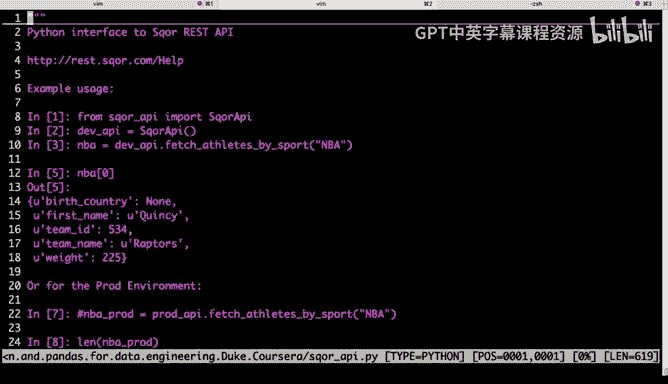 vim ⌘1 vim ⌘2 -zsh ⌘3
GPT中英字幕课程资源 bilibili
1 """
2 Python interface to Sqor REST API
3
4 http://rest.sqor.com/Help
5
6 Example usage:
7
8 In [1]: from sqor_api import SqorApi
9 In [2]: dev_api = SqorApi()
10 In [3]: nba = dev_api.fetch_athletes_by_sport("NBA")
11
12 In [5]: nba[0]
13 Out[5]:
14 {u'birth_country': None,
15 u'first_name': u'Quincy',
16 u'team_id': 534,
17 u'team_name': u'Raptors',
18 u'weight': 225}
19
20 Or for the Prod Environment:
21
22 In [7]: #nba_prod = prod_api.fetch_athletes_by_sport("NBA")
23
24 In [8]: len(nba_prod)
<n.and.pandas.for.data.engineering.Duke.Coursera/sqor_api.py [TYPE=PYTHON] [POS=0001,0001] [0%] [LEN=619]